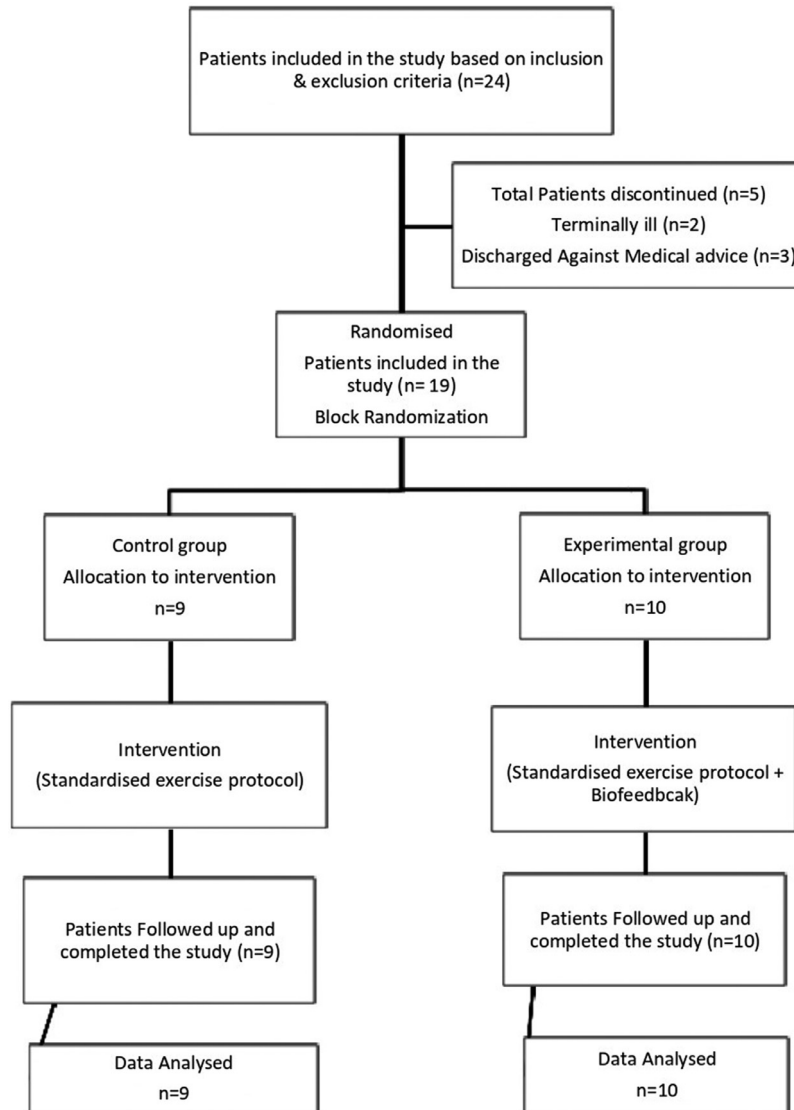 Patients included in the study based on inclusion
& exclusion criteria (n=24)
Total Patients discontinued (n=5)
Terminally ill (n=2)
Discharged Against Medical advice (n=3)
Randomised
Patients included in the
study (n= 19)
Block Randomization
Control group
Allocation to intervention
n=9
Experimental group
Allocation to intervention
n=10
Intervention
(Standardised exercise protocol)
Intervention
(Standardised exercise protocol +
Biofeedbcak)
Patients Followed up and
completed the study (n=9)
Patients Followed up and
completed the study (n=10)
Data Analysed
n=9
Data Analysed
n=10